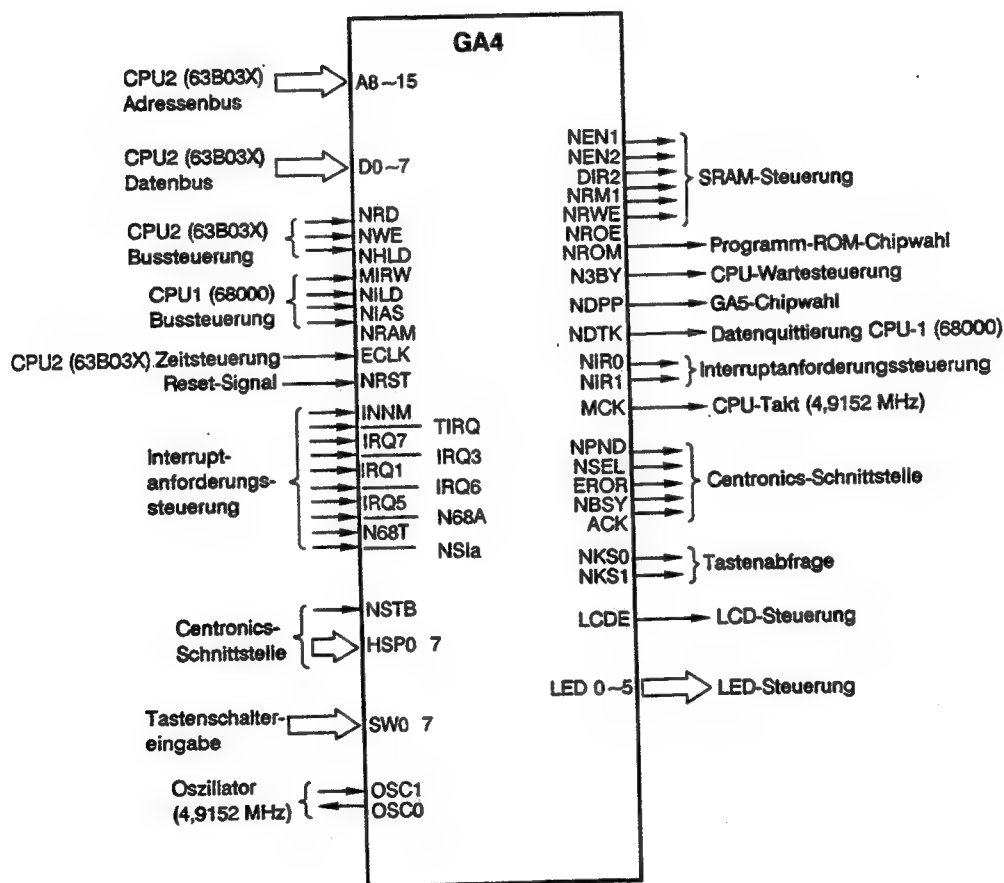 GA4
CPU2 (63B03X)
Adressenbus
A8~15
CPU2 (63B03X)
Datenbus
D0~7
CPU2 (63B03X)
Bussteuerung
NRD
NWE
NHLD
CPU1 (68000)
Bussteuerung
MIRW
NILD
NIAS
NRAM
CPU2 (63B03X) Zeitsteuerung
ECLK
Reset-Signal
NRST
Interrupt-
anforderungs-
steuerung
INNM
TIRQ
IRQ7
IRQ3
IRQ1
IRQ6
IRQ5
N68A
N68T
NSIa
Centronics-
Schnittstelle
NSTB
HSP0 7
Tastenschalter-
eingabe
SW0 7
Oszillator
(4,9152 MHz)
OSC1
OSC0
NEN1
NEN2
DIR2
NRM1
NRWE
NROE
SRAM-Steuerung
NROM
Programm-ROM-Chipwahl
N3BY
CPU-Wartesteuerung
NDPP
GA5-Chipwahl
NDTK
Datenquittierung CPU-1 (68000)
NIR0
NIR1
Interruptanforderungssteuerung
MCK
CPU-Takt (4,9152 MHz)
NPND
NSEL
EROR
NBSY
ACK
Centronics-Schnittstelle
NKS0
NKS1
Tastenabfrage
LCDE
LCD-Steuerung
LED 0~5
LED-Steuerung